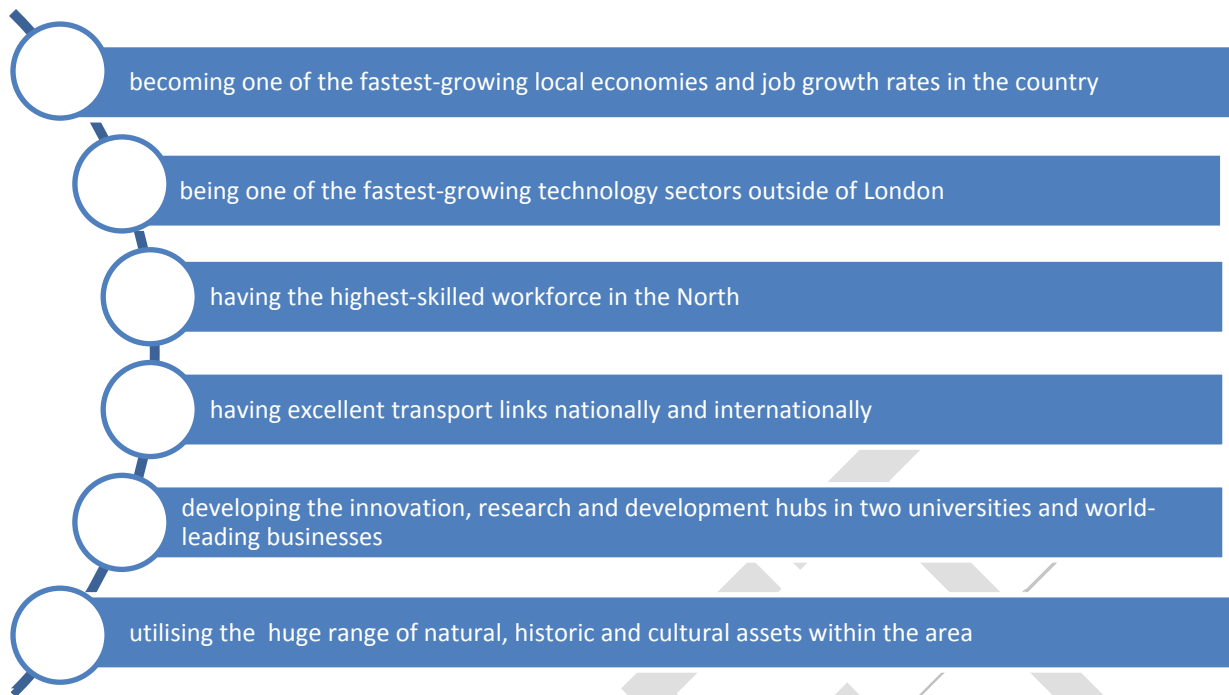 becoming one of the fastest-growing local economies and job growth rates in the country
being one of the fastest-growing technology sectors outside of London
having the highest-skilled workforce in the North
having excellent transport links nationally and internationally
developing the innovation, research and development hubs in two universities and world-
leading businesses
utilising the  huge range of natural, historic and cultural assets within the area